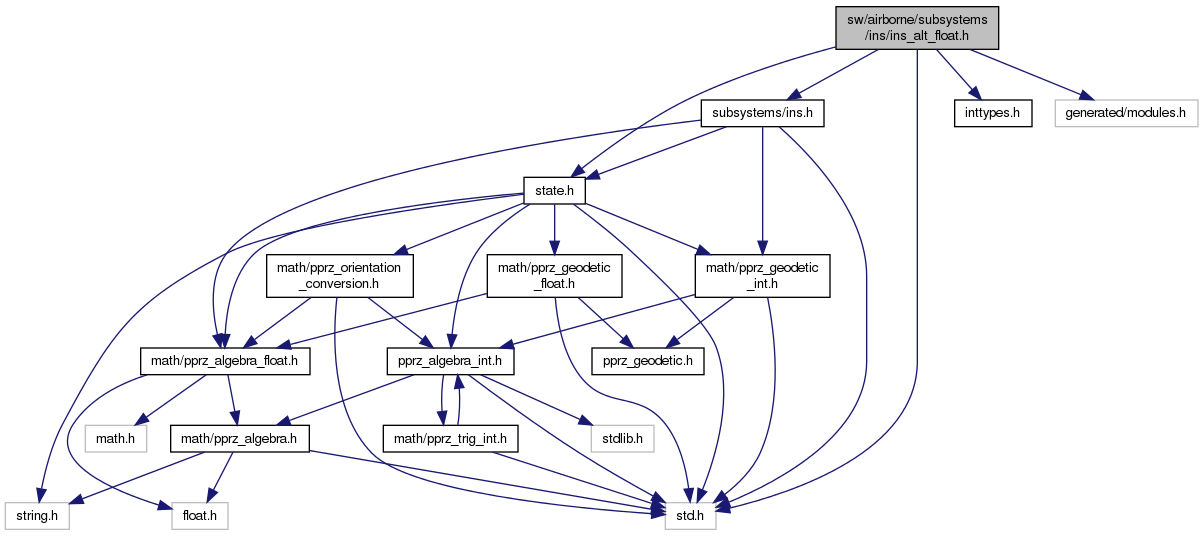 sw/airborne/subsystems
/ins/ins_alt_float.h
subsystems/ins.h
inttypes.h
generated/modules.h
state.h
math/pprz_orientation
_conversion.h
math/pprz_geodetic
_float.h
math/pprz_geodetic
_int.h
math/pprz_algebra_float.h
pprz_algebra_int.h
pprz_geodetic.h
math.h
math/pprz_algebra.h
math/pprz_trig_int.h
stdlib.h
string.h
float.h
std.h